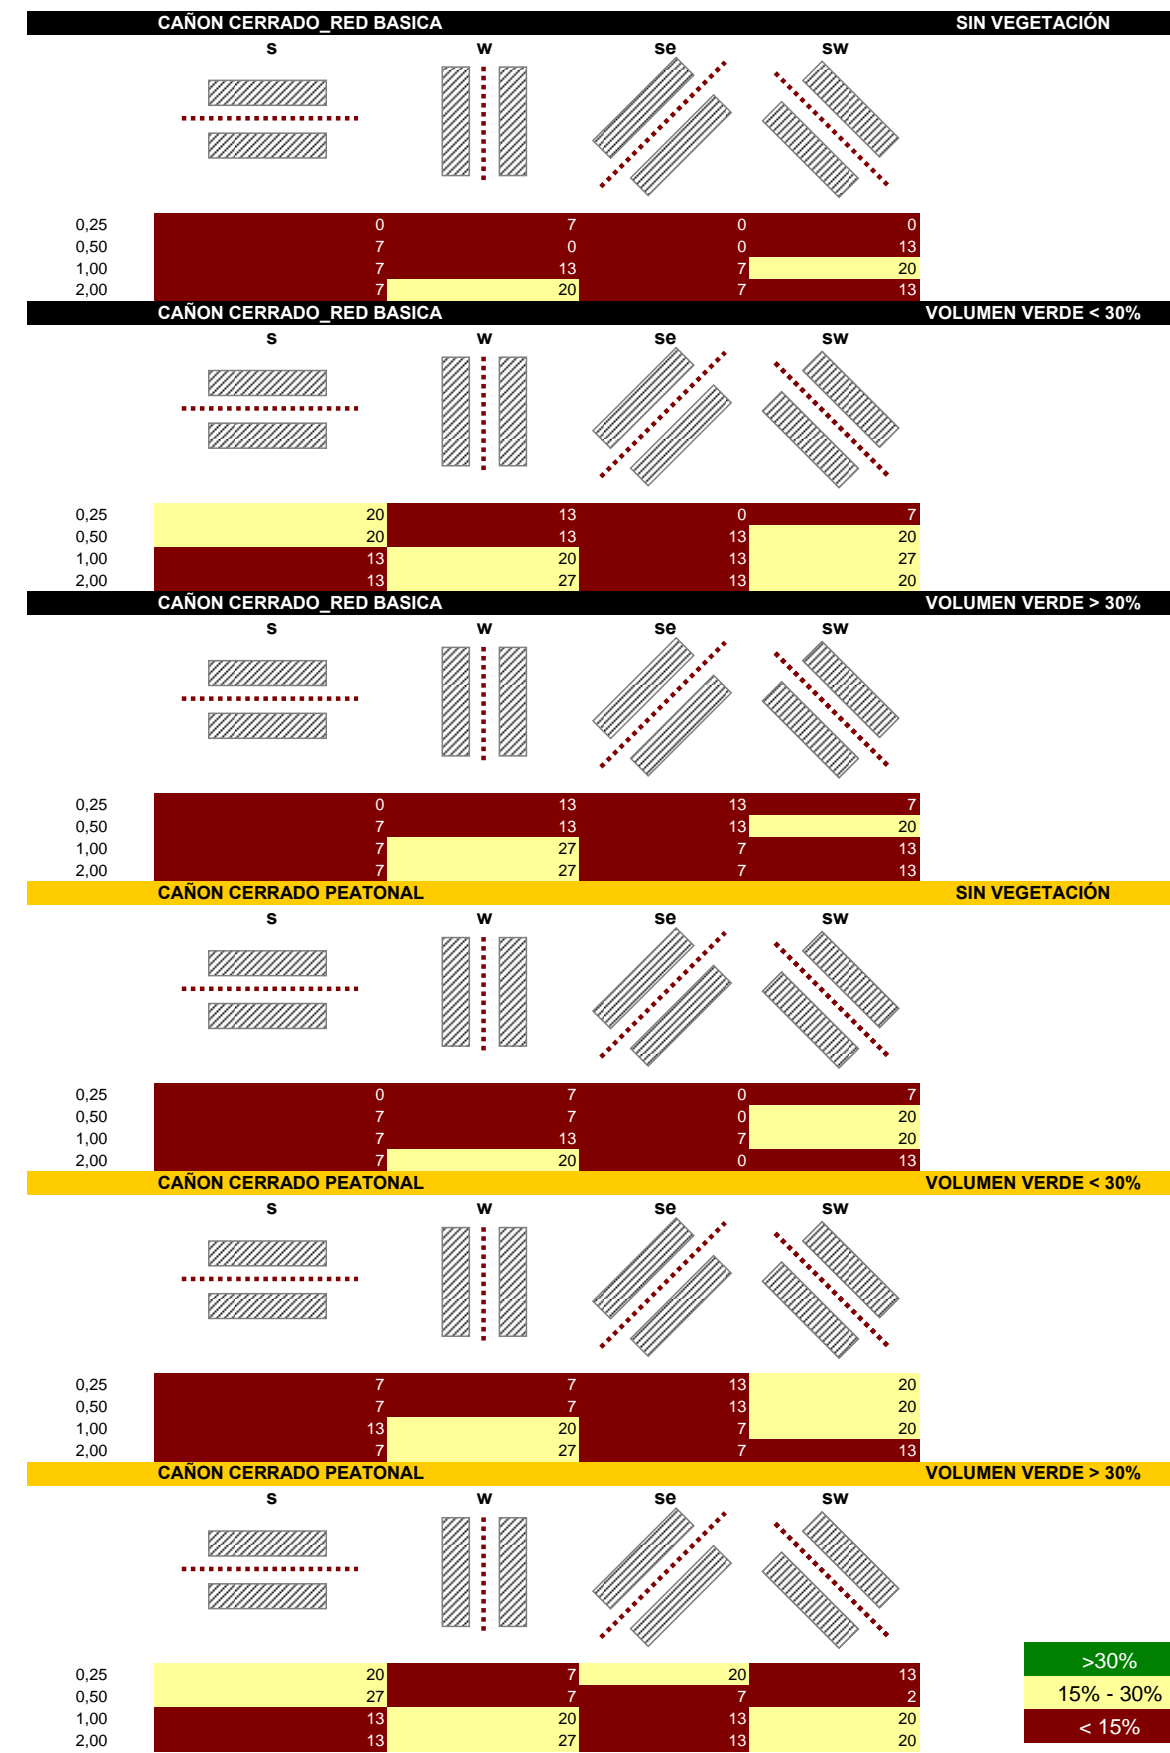 CAÑON CERRADO_RED BASICA SIN VEGETACIÓN
s w se sw
0,25 0 7 0 0
0,50 7 0 0 13
1,00 7 13 7 20
2,00 7 20 7 13
CAÑON CERRADO_RED BASICA VOLUMEN VERDE < 30%
s w se sw
0,25 20 13 0 7
0,50 20 13 13 20
1,00 13 20 13 27
2,00 13 27 13 20
CAÑON CERRADO_RED BASICA VOLUMEN VERDE > 30%
s w se sw
0,25 0 13 13 7
0,50 7 13 13 20
1,00 7 27 7 13
2,00 7 27 7 13
CAÑON CERRADO PEATONAL SIN VEGETACIÓN
s w se sw
0,25 0 7 0 7
0,50 7 7 0 20
1,00 7 13 7 20
2,00 7 20 0 13
CAÑON CERRADO PEATONAL VOLUMEN VERDE < 30%
s w se sw
0,25 7 7 13 20
0,50 7 7 13 20
1,00 13 20 7 20
2,00 7 27 7 13
CAÑON CERRADO PEATONAL VOLUMEN VERDE > 30%
s w se sw
0,25 20 7 20 13
0,50 27 7 7 2
1,00 13 20 13 20
2,00 13 27 13 20
>30%
15% - 30%
< 15%